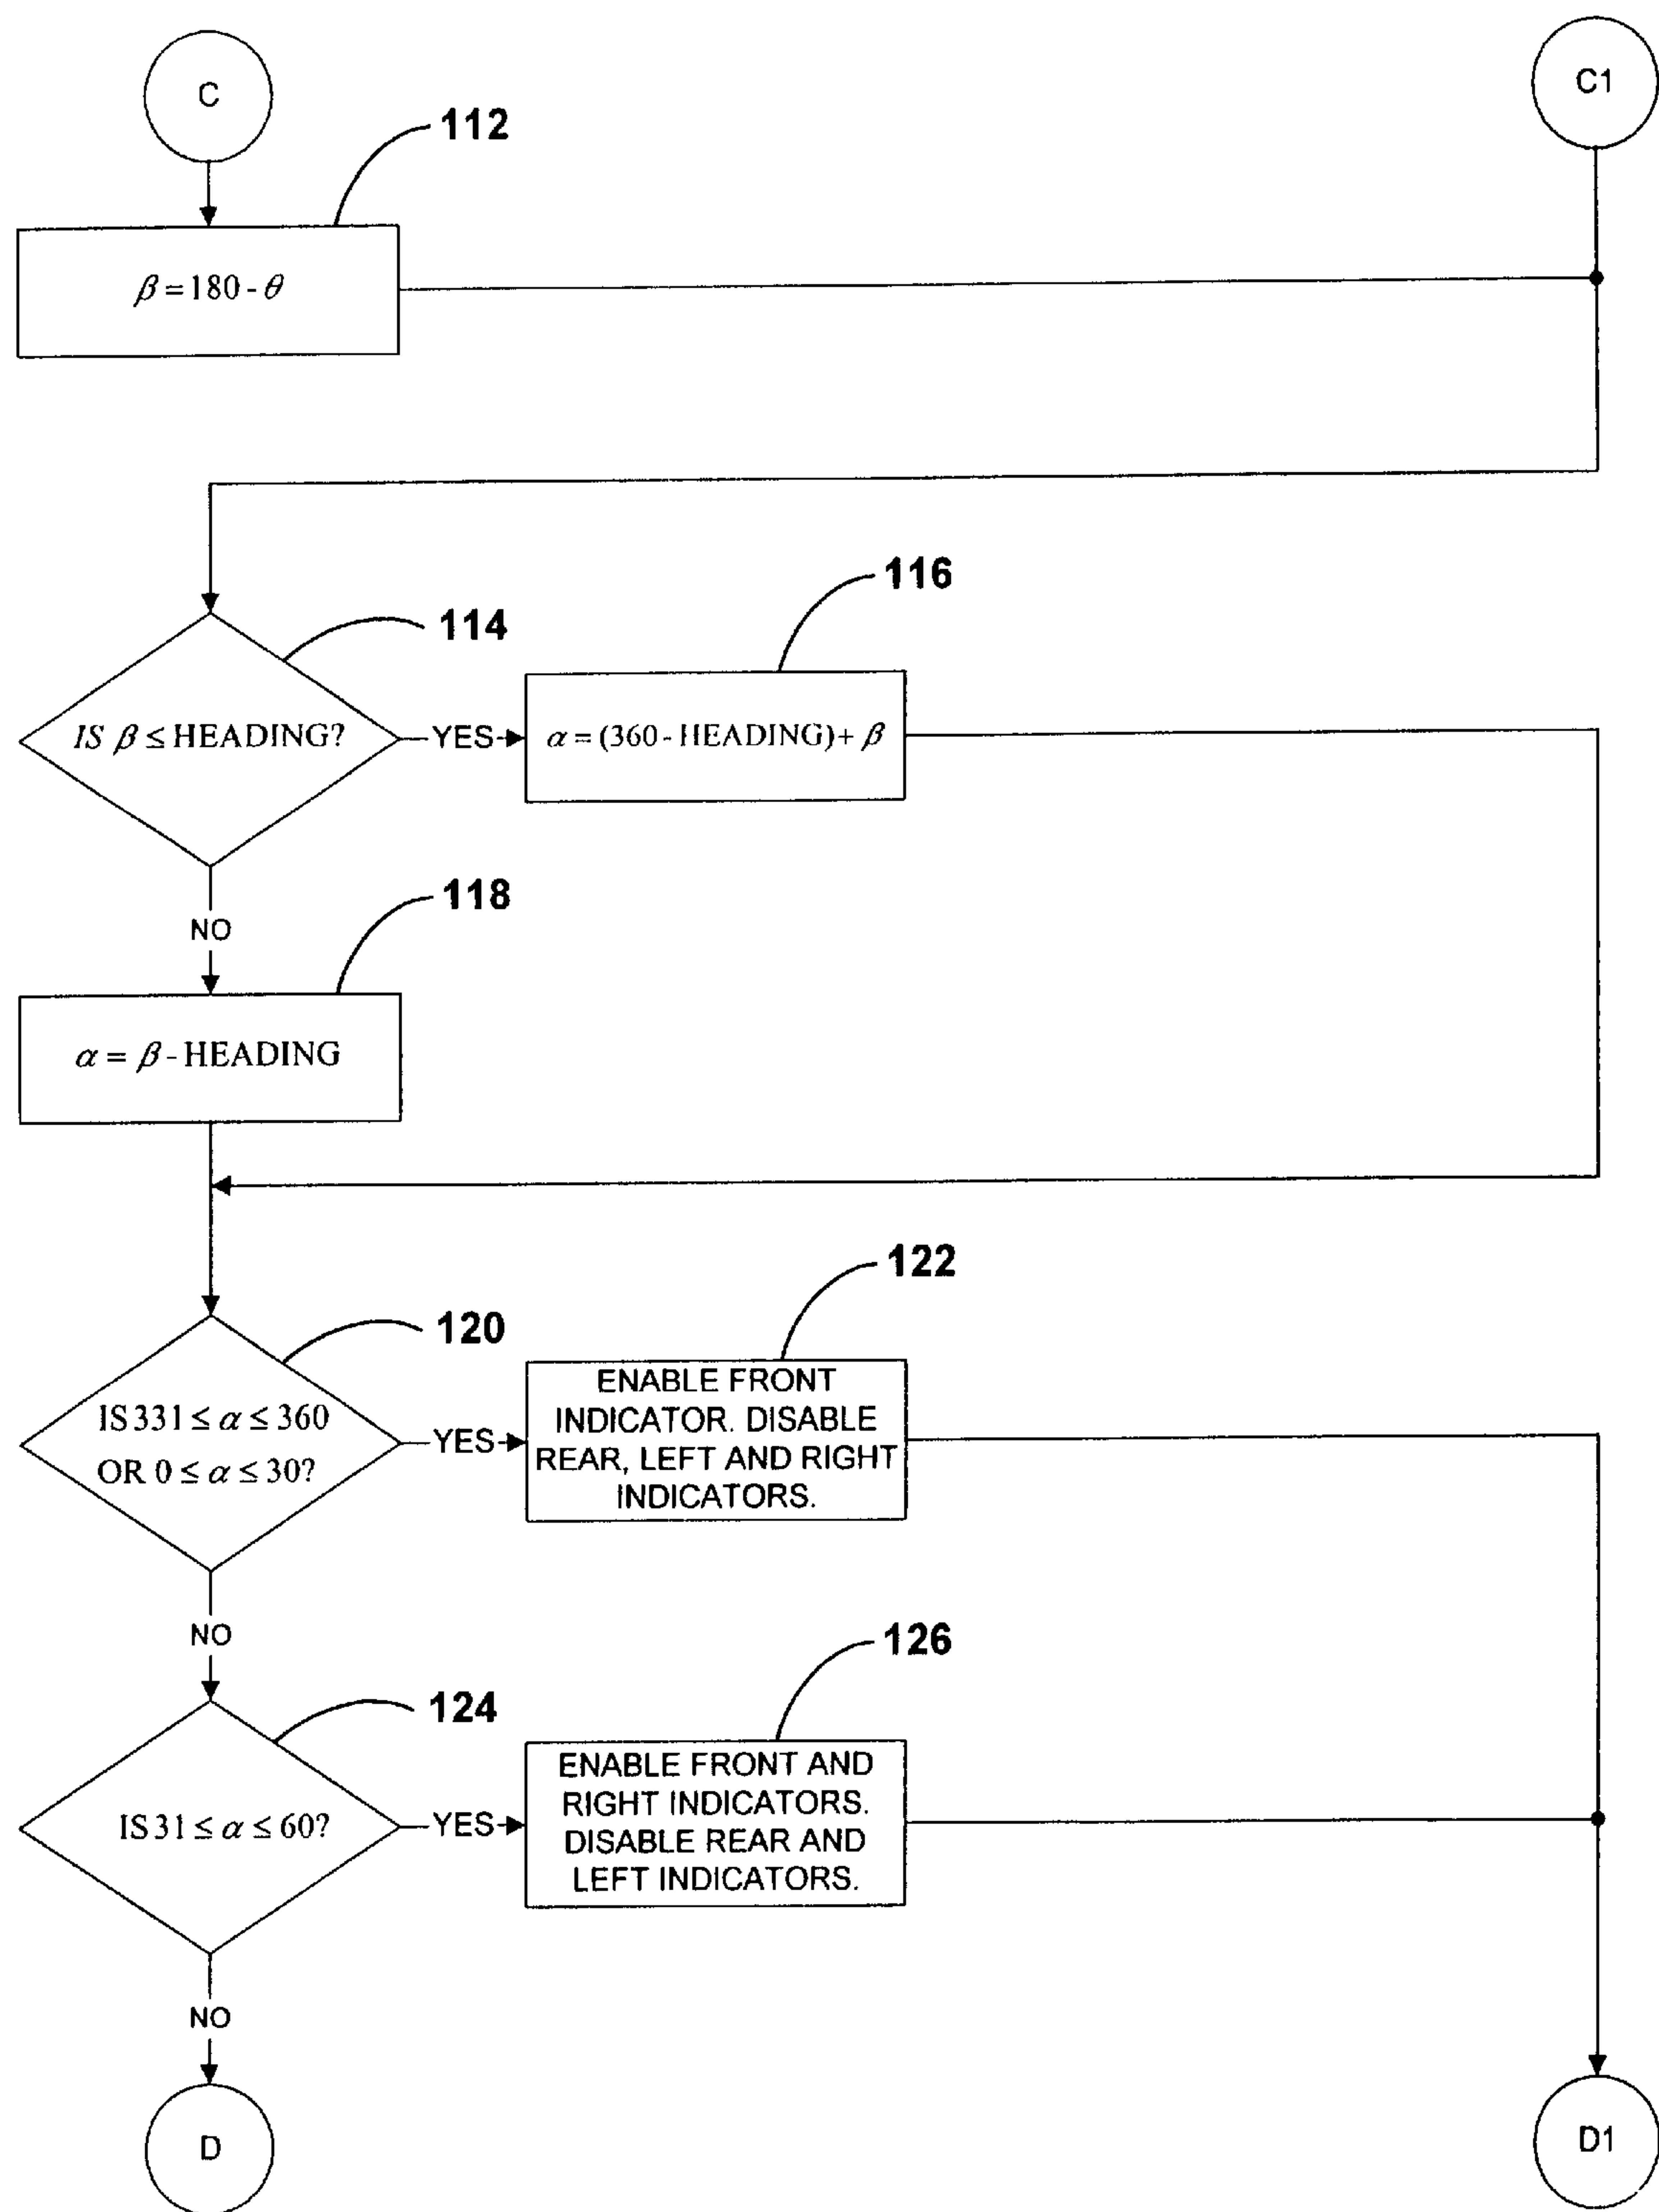 C
C1
112
β = 180 - θ
114
116
IS β ≤ HEADING?
YES
α = (360 - HEADING) + β
NO
118
α = β - HEADING
120
122
IS 331 ≤ α ≤ 360
OR 0 ≤ α ≤ 30?
YES
ENABLE FRONT
INDICATOR. DISABLE
REAR, LEFT AND RIGHT
INDICATORS.
NO
124
126
IS 31 ≤ α ≤ 60?
YES
ENABLE FRONT AND
RIGHT INDICATORS.
DISABLE REAR AND
LEFT INDICATORS.
NO
D
D1